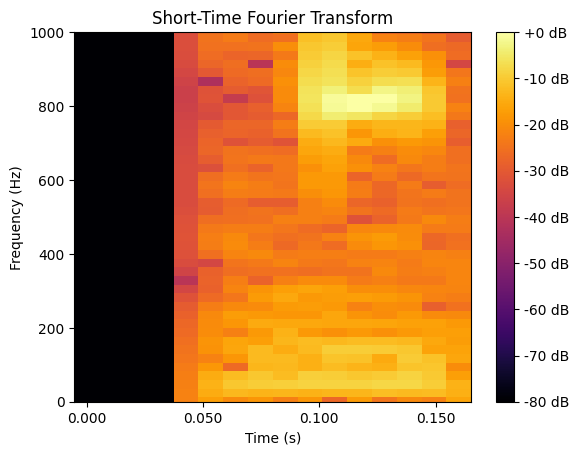 Short-Time Fourier Transform
1000
800
600
400
200
0
Frequency (Hz)
0.000
0.050
0.100
0.150
Time (s)
+0 dB
-10 dB
-20 dB
-30 dB
-40 dB
-50 dB
-60 dB
-70 dB
-80 dB